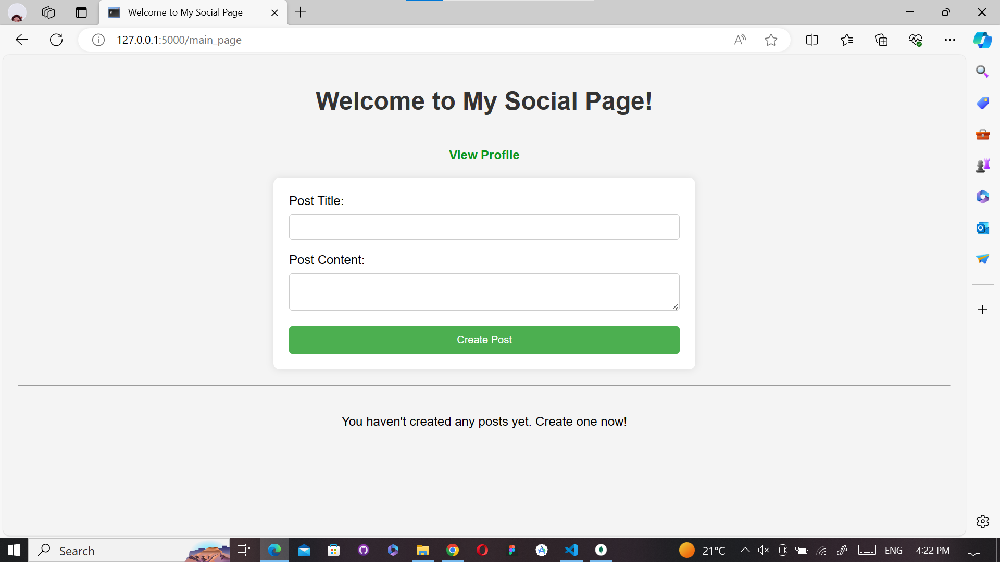 Welcome to My Social Page
127.0.0.1:5000/main_page
Welcome to My Social Page!
View Profile
Post Title:
Post Content:
Create Post
You haven't created any posts yet. Create one now!
Search
21°C
ENG
4:22 PM